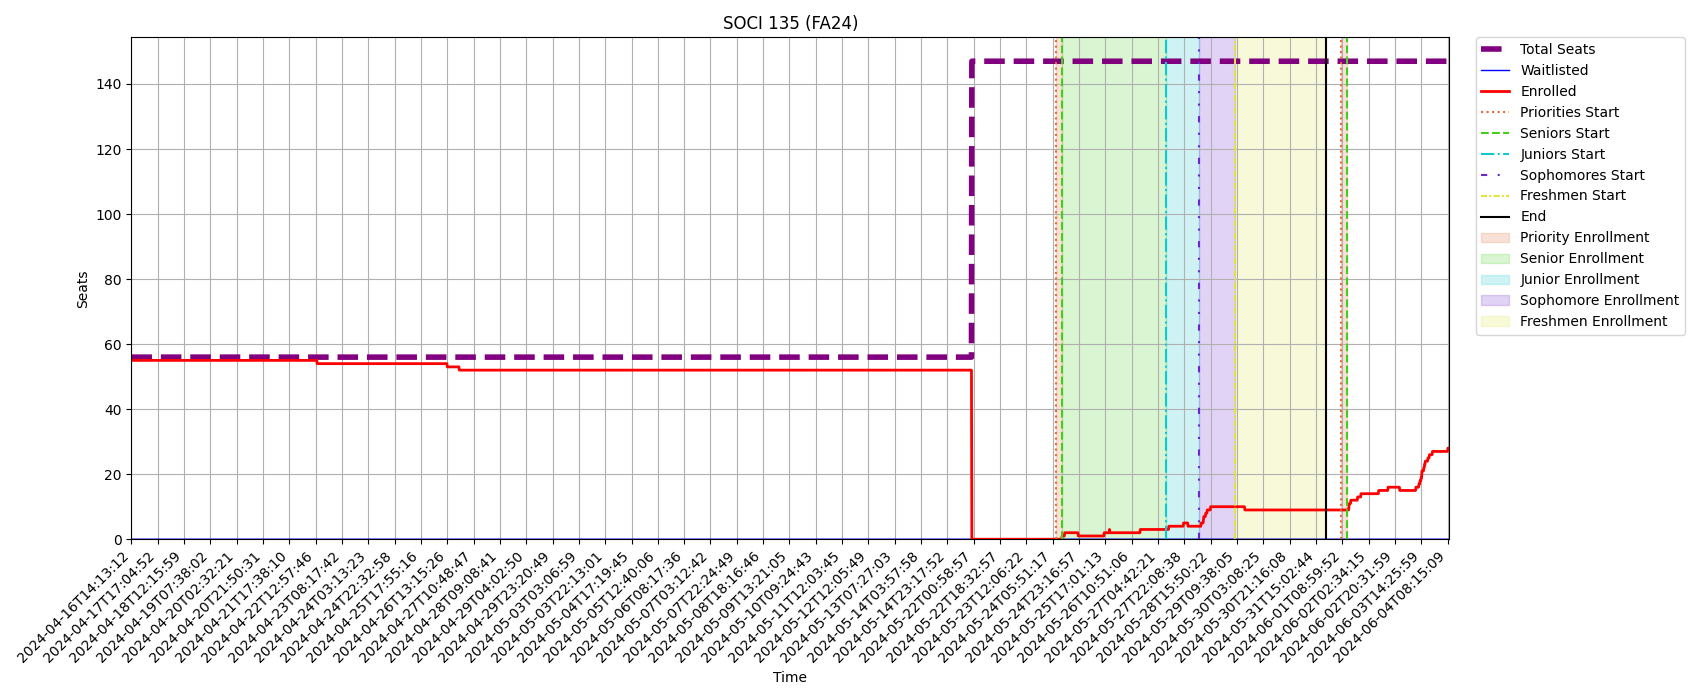 SOCI 135 (FA24)
Total Seats
Waitlisted
Enrolled
Priorities Start
Seniors Start
Juniors Start
Sophomores Start
Freshmen Start
End
Priority Enrollment
Senior Enrollment
Junior Enrollment
Sophomore Enrollment
Freshmen Enrollment
Seats
140
120
100
80
60
40
20
0
2024-04-16T14:13:12
2024-04-17T17:04:52
2024-04-18T12:15:59
2024-04-19T07:38:02
2024-04-20T02:32:21
2024-04-20T21:50:31
2024-04-21T17:38:10
2024-04-22T12:57:46
2024-04-23T08:17:42
2024-04-24T03:13:23
2024-04-24T22:32:58
2024-04-25T17:55:16
2024-04-26T13:15:26
2024-04-27T10:48:47
2024-04-28T09:08:41
2024-04-29T04:02:50
2024-04-29T23:20:49
2024-05-03T03:06:59
2024-05-03T22:13:01
2024-05-04T17:19:45
2024-05-05T12:40:06
2024-05-06T08:17:36
2024-05-07T03:12:42
2024-05-07T22:24:49
2024-05-08T18:16:46
2024-05-09T13:21:05
2024-05-10T09:24:43
2024-05-11T12:03:45
2024-05-12T12:05:49
2024-05-13T07:27:03
2024-05-14T03:57:58
2024-05-14T23:17:52
2024-05-22T00:58:57
2024-05-22T18:32:57
2024-05-23T12:06:22
2024-05-24T05:51:17
2024-05-24T23:16:57
2024-05-25T17:01:13
2024-05-26T10:51:06
2024-05-27T04:42:21
2024-05-27T22:08:38
2024-05-28T15:50:22
2024-05-29T09:38:05
2024-05-30T03:08:25
2024-05-30T21:16:08
2024-05-31T15:02:44
2024-06-01T08:59:52
2024-06-02T02:34:15
2024-06-02T20:31:59
2024-06-03T14:25:59
2024-06-04T08:15:09
Time